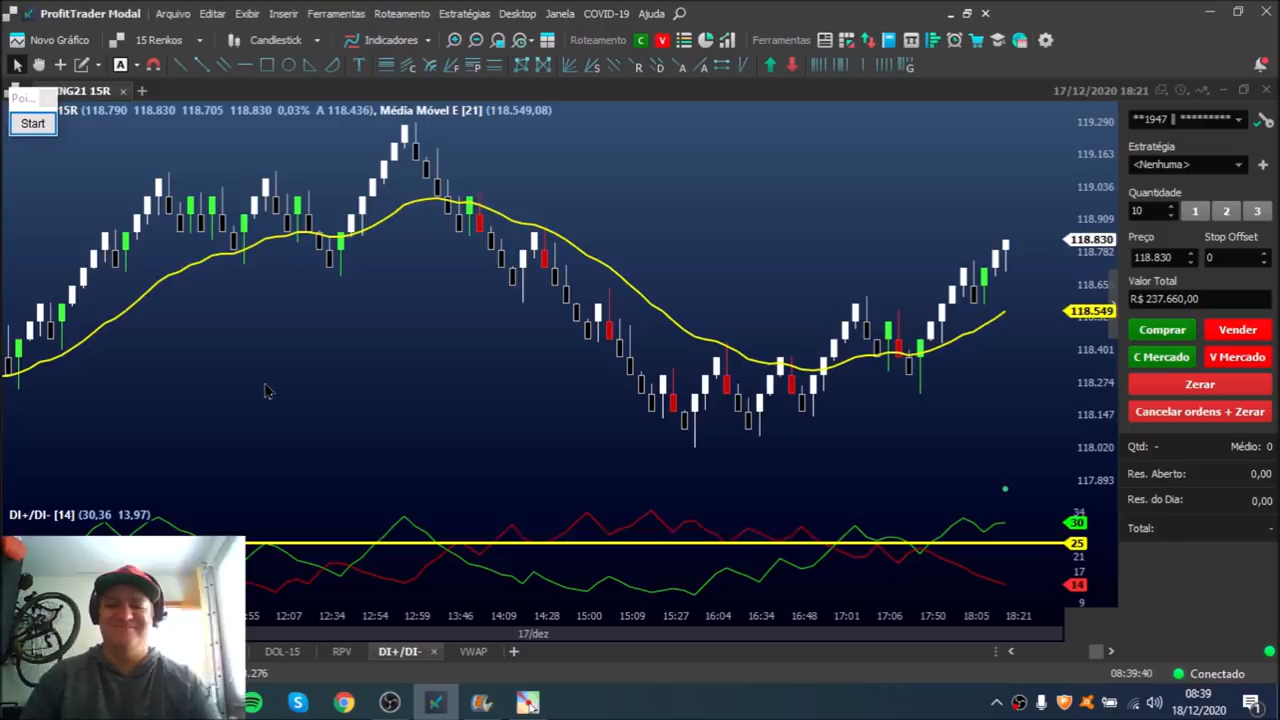 ProfitTrader Modal Arquivo Editar Exibir Inserir Ferramentas Roteamento Estratégias Desktop Janela COVID-19 Ajuda
Novo Gráfico 15 Renkos Candlestick Indicadores Roteamento C V Ferramentas
A T
NG21 15R
17/12/2020 18:21
Poi...
Start
15R (118.790 118.830 118.705 118.830 0,03% A 118.436), Média Móvel E [21] (118.549,08)
119.290
119.163
119.036
118.909
118.830
118.782
118.549
118.401
118.274
118.147
118.020
117.893
DI+/DI- [14] (30,36 13,97)
34
30
25
21
17
14
9
12:07 12:34 12:54 12:59 13:46 14:09 14:28 15:00 15:09 15:27 16:04 16:34 16:48 17:01 17:06 17:50 18:05 18:21
17/dez
DOL-15 RPV DI+/DI- VWAP
**1947 *********
Estratégia
<Nenhuma>
Quantidade
10 1 2 3
Preço Stop Offset
118.830 0
Valor Total
R$ 237.660,00
Comprar Vender
C Mercado V Mercado
Zerar
Cancelar ordens + Zerar
Qtd: - Médio: 0
Res. Aberto: 0,00
Res. do Dia: 0,00
Total: -
08:39:40 Conectado
08:39
18/12/2020
1